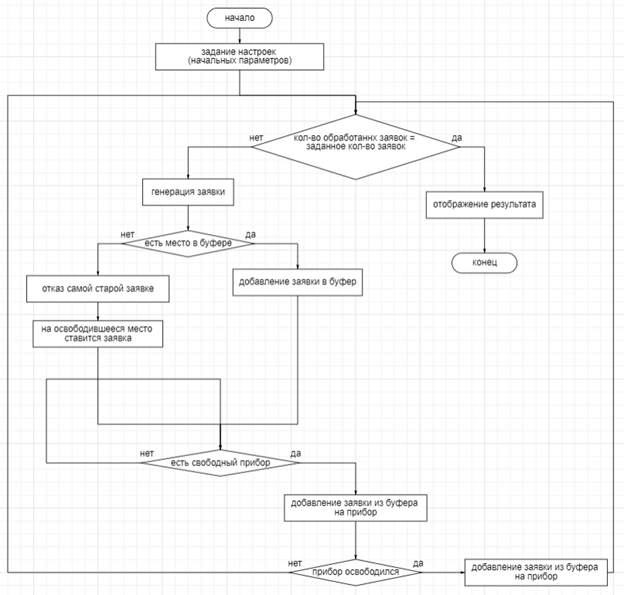 начало
задание настроек
(начальных параметров)
нет
кол-во обработаннх заявок =
заданное кол-во заявок
да
генерация заявки
отображение результата
нет
есть место в буфере
да
конец
отказ самой старой заявке
добавление заявки в буфер
на освободившееся место
ставится заявка
нет
есть свободный прибор
да
добавление заявки из буфера
на прибор
нет
прибор освободился
да
добавление заявки из буфера
на прибор